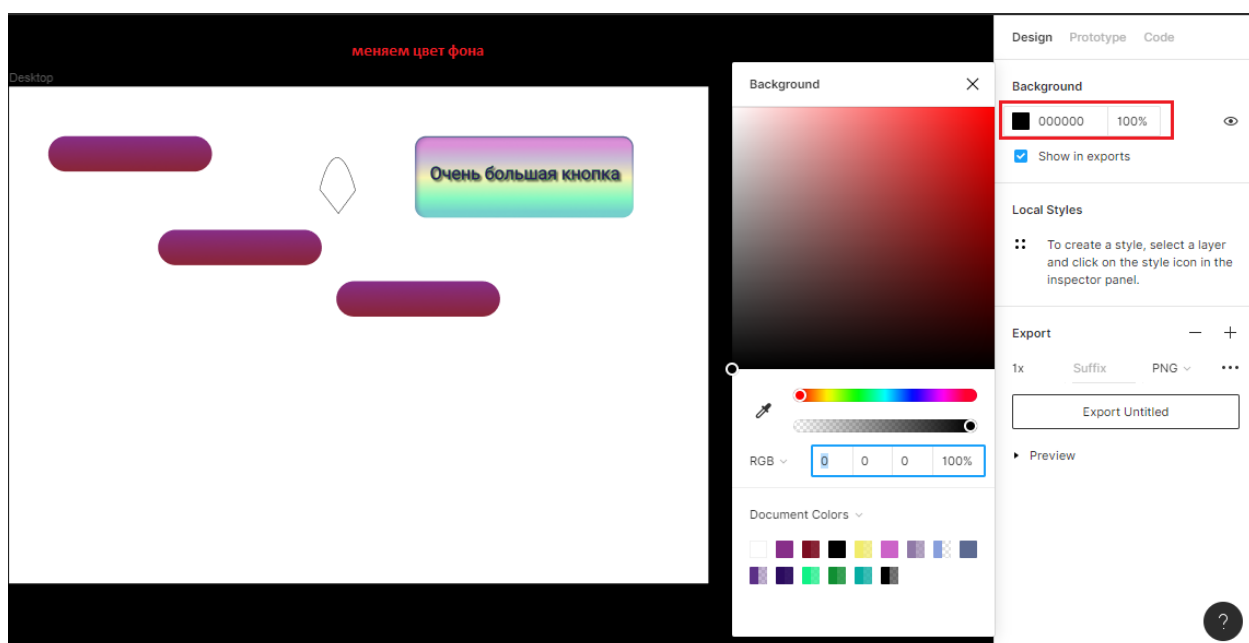 меняем цвет фона
Desktop
Очень большая кнопка
Background
RGB
0 0 0 100%
Document Colors
Design Prototype Code
Background
000000 100%
Show in exports
Local Styles
To create a style, select a layer
and click on the style icon in the
inspector panel.
Export
1x Suffix PNG
Export Untitled
Preview
?